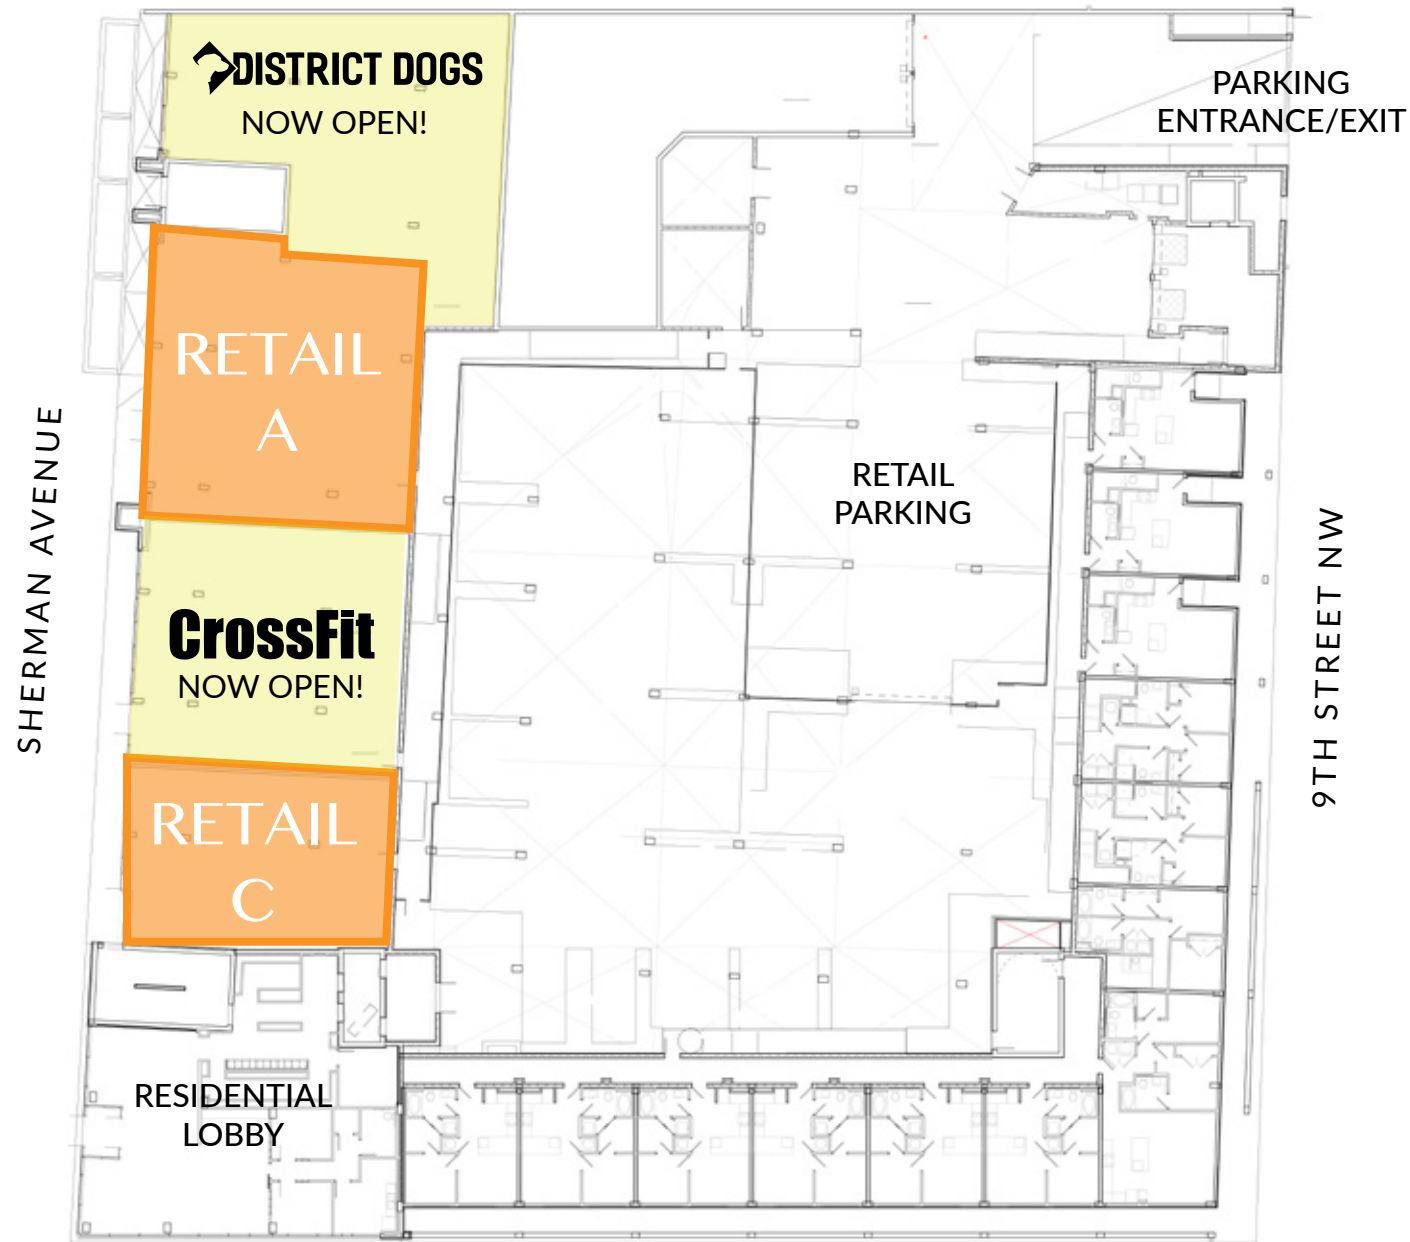 DISTRICT DOGS
NOW OPEN!
PARKING
ENTRANCE/EXIT
RETAIL
A
SHERMAN AVENUE
RETAIL
PARKING
9TH STREET NW
CrossFit
NOW OPEN!
RETAIL
C
RESIDENTIAL
LOBBY